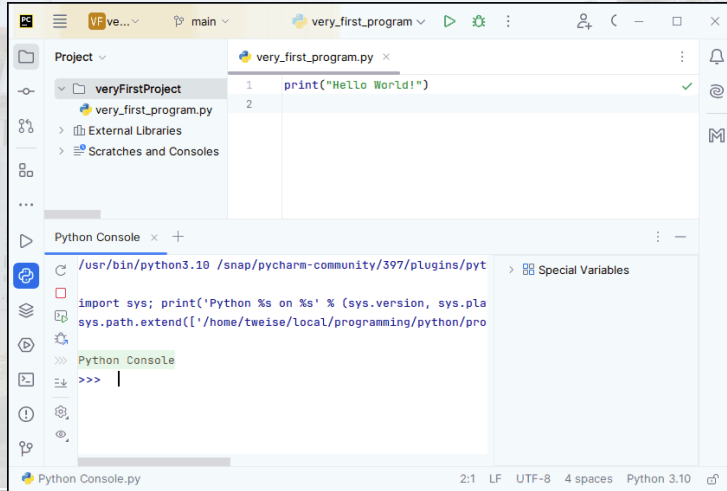 PC
VF ve... main very_first_program
Project
very_first_program.py
veryFirstProject
very_first_program.py
External Libraries
Scratches and Consoles
1 print("Hello World!")
2
Python Console
/usr/bin/python3.10 /snap/pycharm-community/397/plugins/pyt
import sys; print('Python %s on %s' % (sys.version, sys.pla
sys.path.extend(['/home/tweise/local/programming/python/pro
Python Console
>>>
Special Variables
Python Console.py 2:1 LF UTF-8 4 spaces Python 3.10